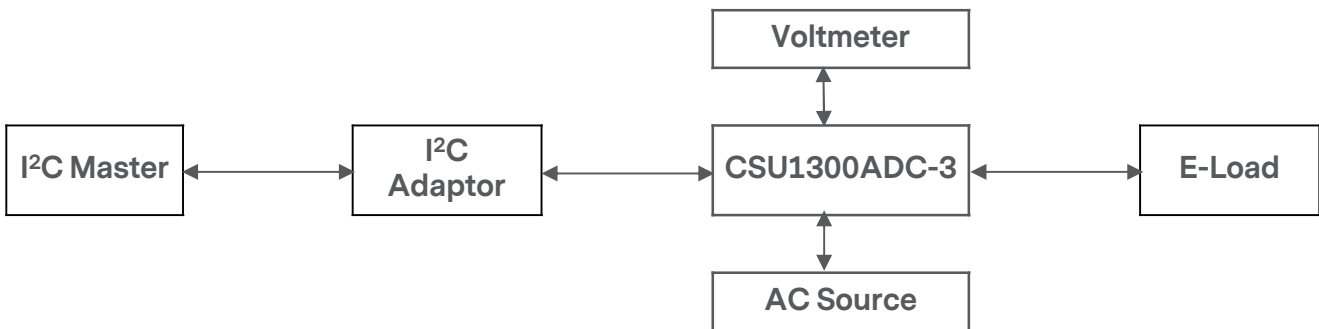 Voltmeter
I²C Master
I²C
Adaptor
CSU1300ADC-3
E-Load
AC Source